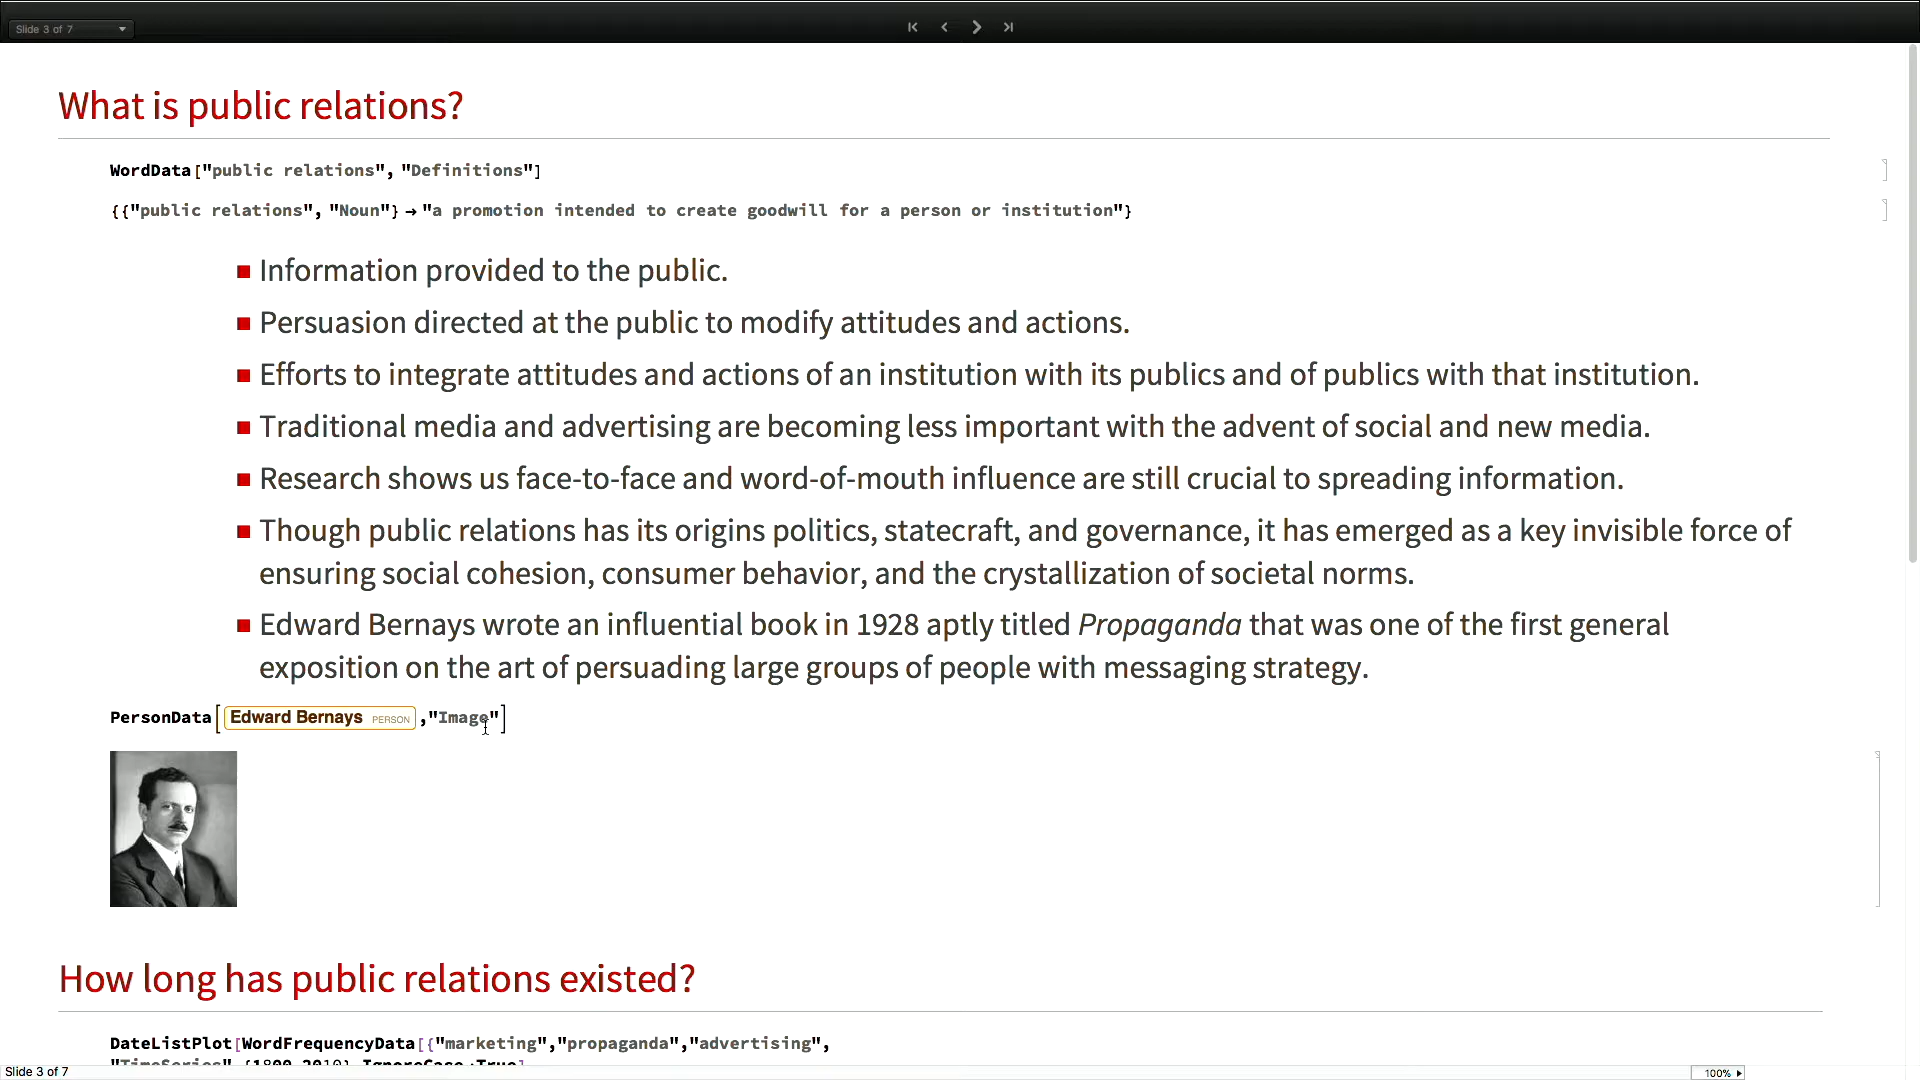 Slide 3 of 7
What is public relations?
WordData["public relations", "Definitions"]
{{"public relations", "Noun"} → "a promotion intended to create goodwill for a person or institution"}
Information provided to the public.
Persuasion directed at the public to modify attitudes and actions.
Efforts to integrate attitudes and actions of an institution with its publics and of publics with that institution.
Traditional media and advertising are becoming less important with the advent of social and new media.
Research shows us face-to-face and word-of-mouth influence are still crucial to spreading information.
Though public relations has its origins politics, statecraft, and governance, it has emerged as a key invisible force of
ensuring social cohesion, consumer behavior, and the crystallization of societal norms.
Edward Bernays wrote an influential book in 1928 aptly titled Propaganda that was one of the first general
exposition on the art of persuading large groups of people with messaging strategy.
PersonData[Edward Bernays PERSON,"Image"]
How long has public relations existed?
DateListPlot[WordFrequencyData[{"marketing","propaganda","advertising",
"TimeSeries",{1800,2010},IgnoreCase→True]
Slide 3 of 7
100%